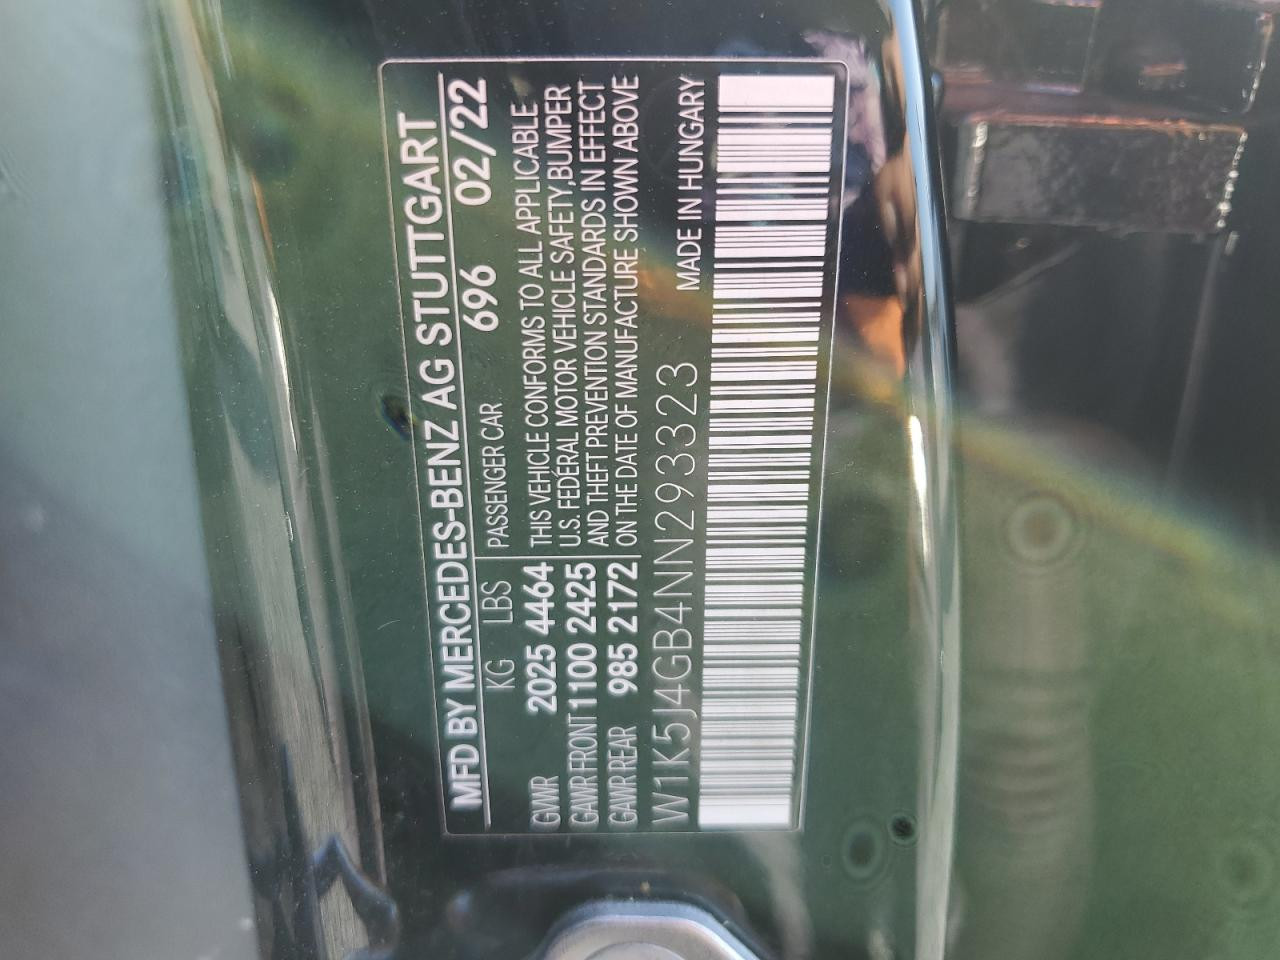 MFD BY MERCEDES-BENZ AG STUTTGART
KG LBS PASSENGER CAR 696 02/22
GVWR 2025 4464 THIS VEHICLE CONFORMS TO ALL APPLICABLE
GAWR FRONT 1100 2425 U.S. FEDERAL MOTOR VEHICLE SAFETY,BUMPER
AND THEFT PREVENTION STANDARDS IN EFFECT
GAWR REAR 985 2172 ON THE DATE OF MANUFACTURE SHOWN ABOVE
W1K5J4GB4NN293323 MADE IN HUNGARY